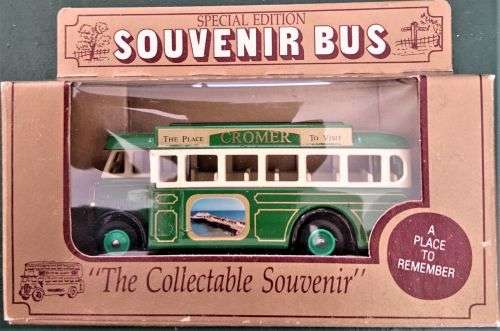 SPECIAL EDITION
SOUVENIR BUS
THE PLACE CROMER TO VISIT
A
PLACE
TO
REMEMBER
"The Collectable Souvenir"